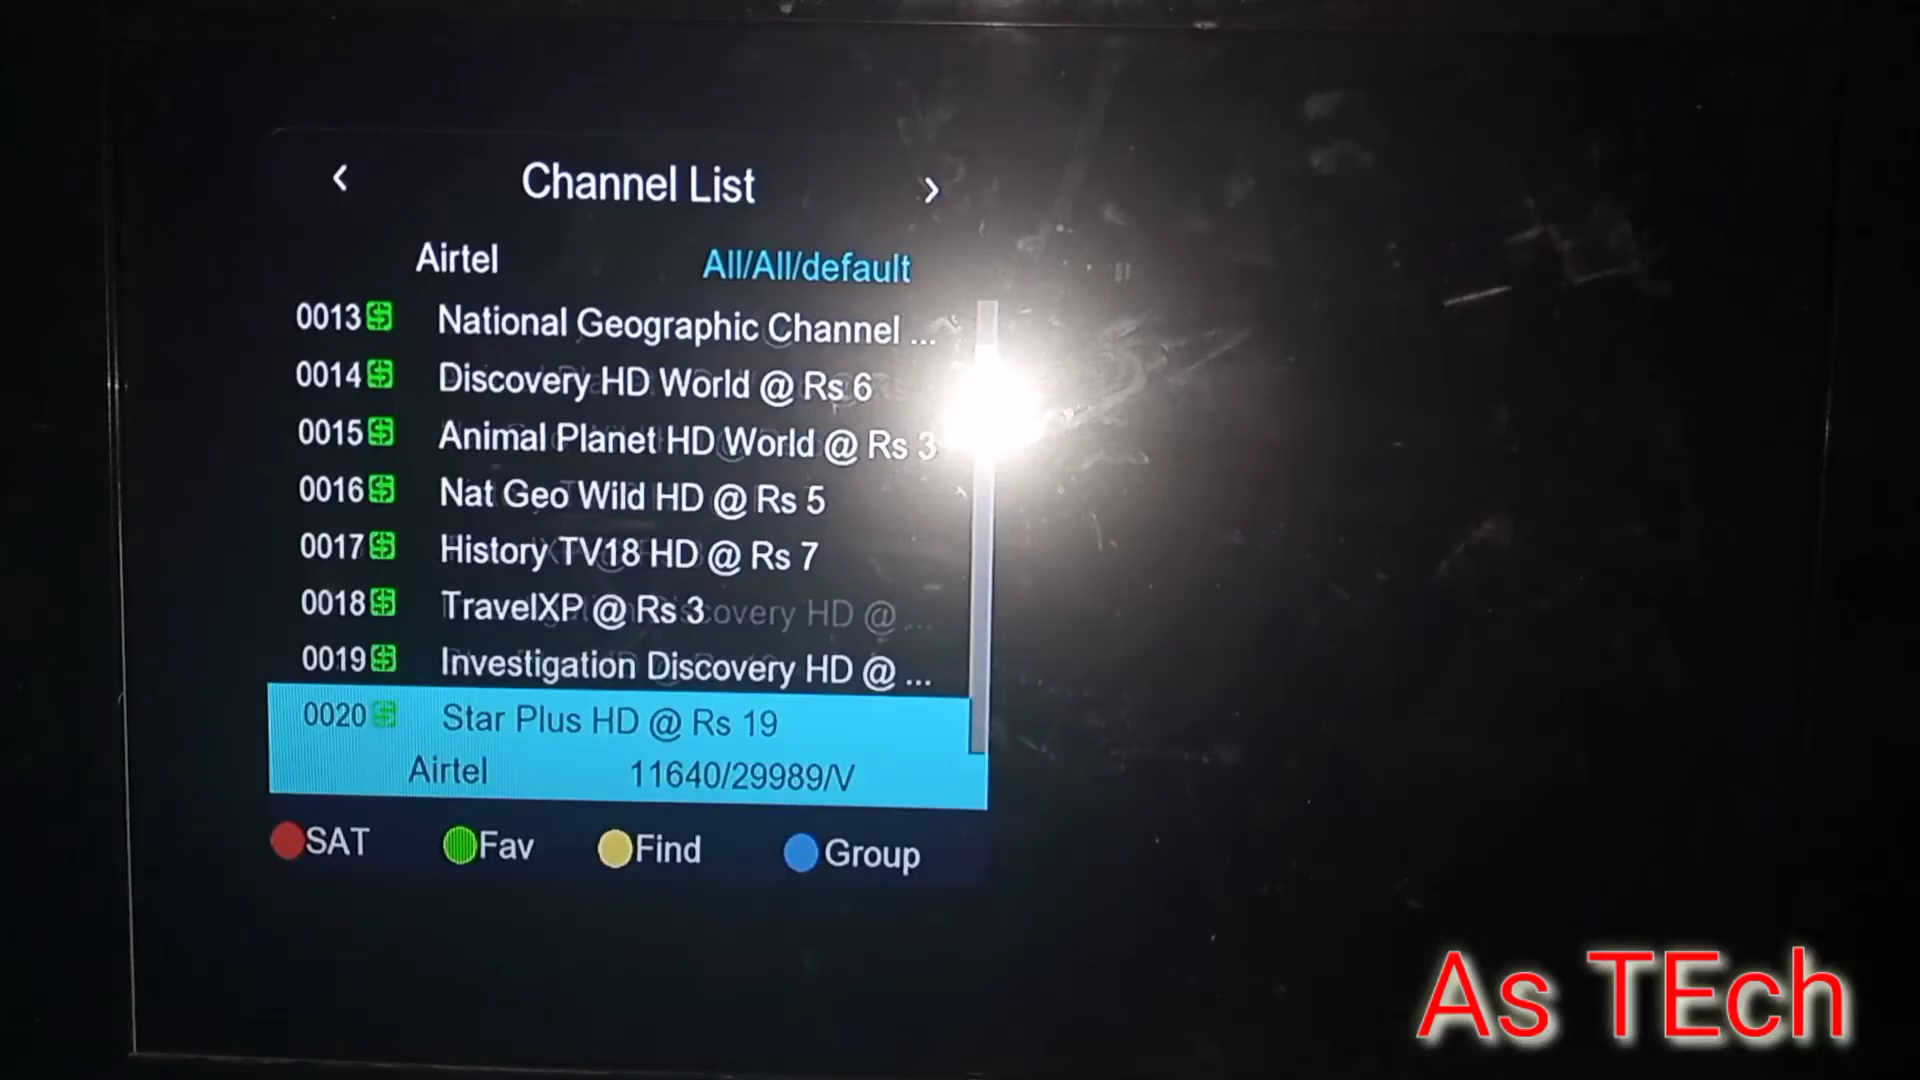 < Channel List >
Airtel All/All/default
0013 $ National Geographic Channel ...
0014 $ Discovery HD World @ Rs 6
0015 $ Animal Planet HD World @ Rs 3
0016 $ Nat Geo Wild HD @ Rs 5
0017 $ History TV18 HD @ Rs 7
0018 $ TravelXP @ Rs 3
0019 $ Investigation Discovery HD @ ...
0020 $ Star Plus HD @ Rs 19
Airtel 11640/29989/V
SAT Fav Find Group
As TEch